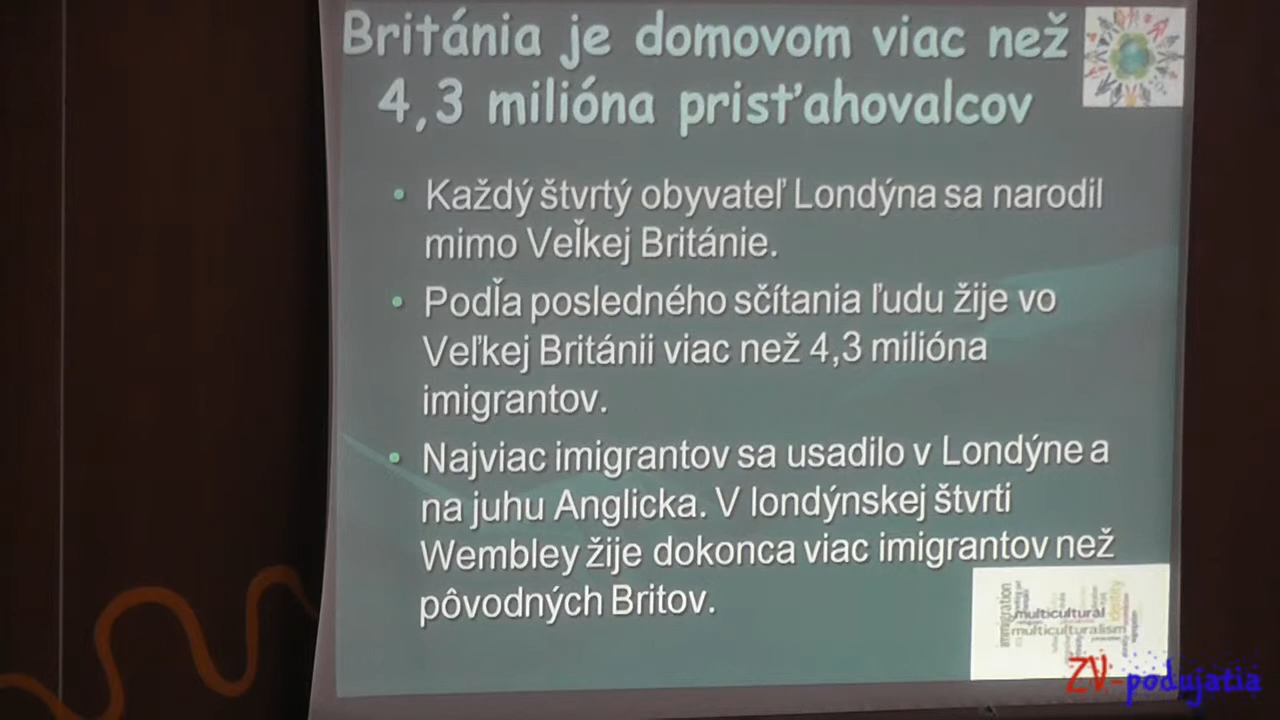 Británia je domovom viac než
4,3 milióna prisťahovalcov
• Každý štvrtý obyvateľ Londýna sa narodil
mimo Veľkej Británie.
• Podľa posledného sčítania ľudu žije vo
Veľkej Británii viac než 4,3 milióna
imigrantov.
• Najviac imigrantov sa usadilo v Londýne a
na juhu Anglicka. V londýnskej štvrti
Wembley žije dokonca viac imigrantov než
pôvodných Britov.
immigration
multicultural
identity
multiculturalism
ZV-podujatia